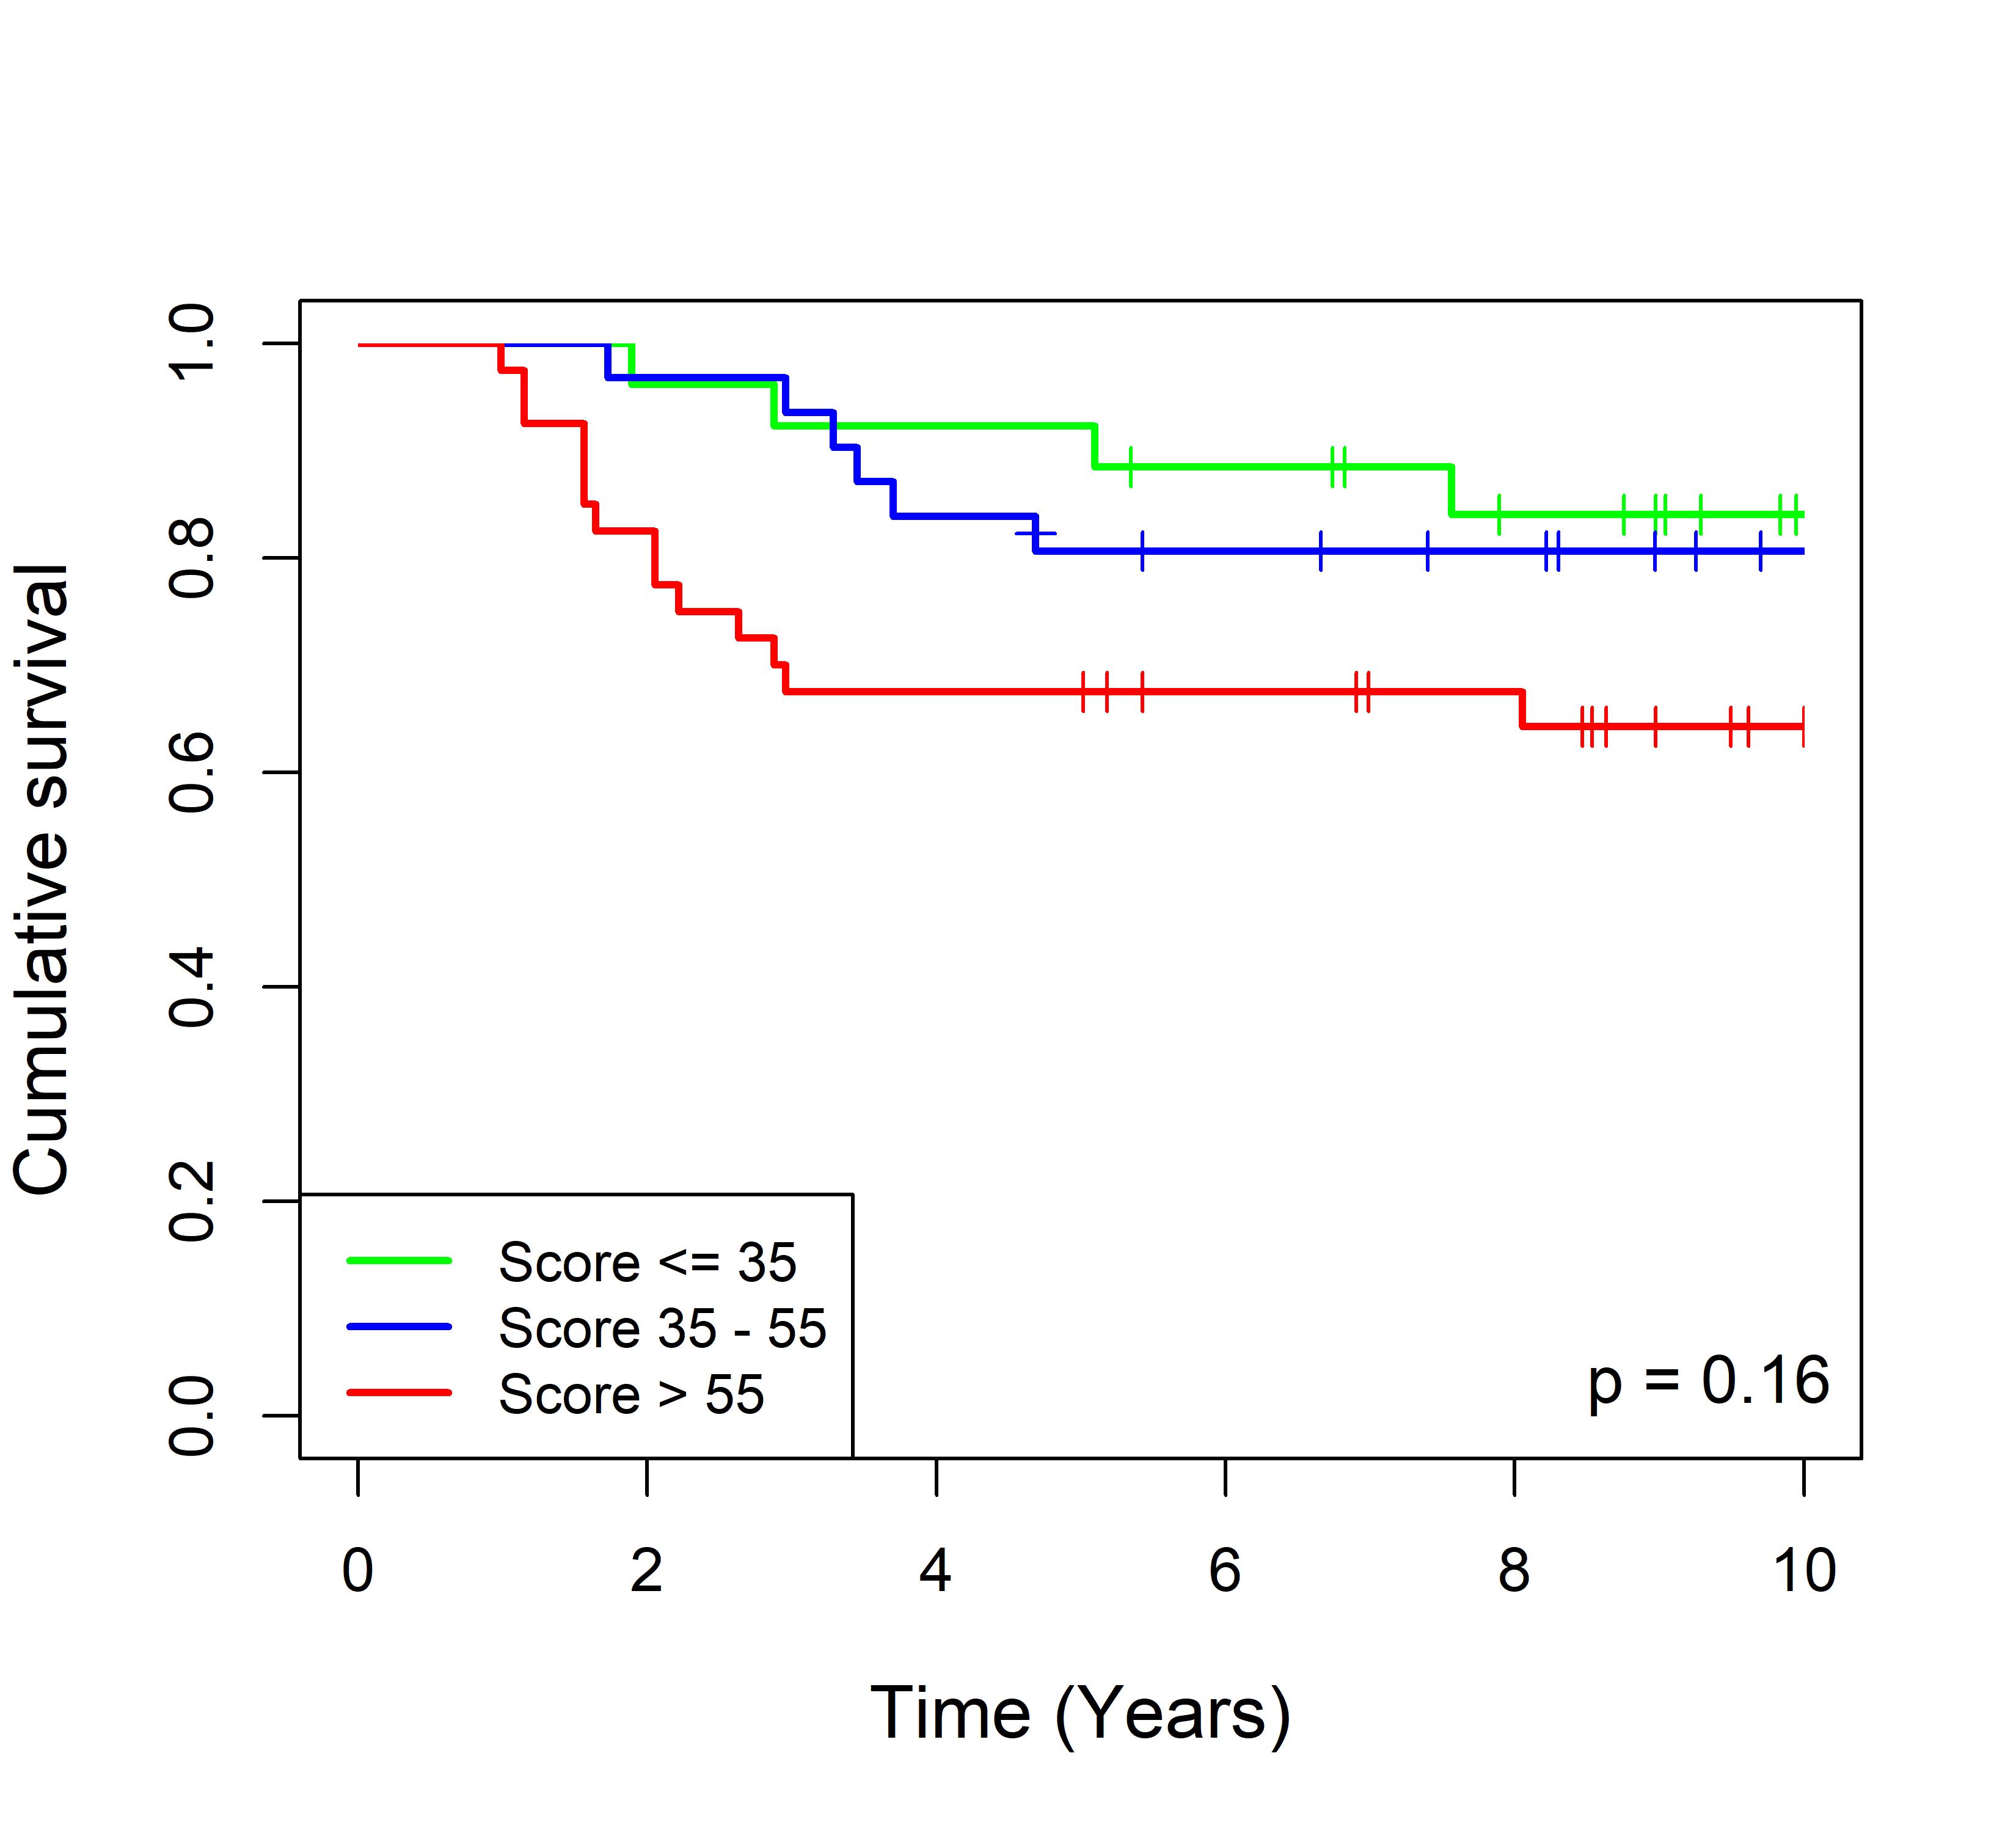 Cumulative survival
1.0
0.8
0.6
0.4
0.2
0.0
Score <= 35
Score 35 - 55
Score > 55
p = 0.16
0 2 4 6 8 10
Time (Years)